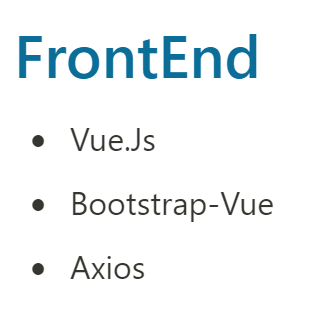 FrontEnd
• Vue.Js
• Bootstrap-Vue
• Axios